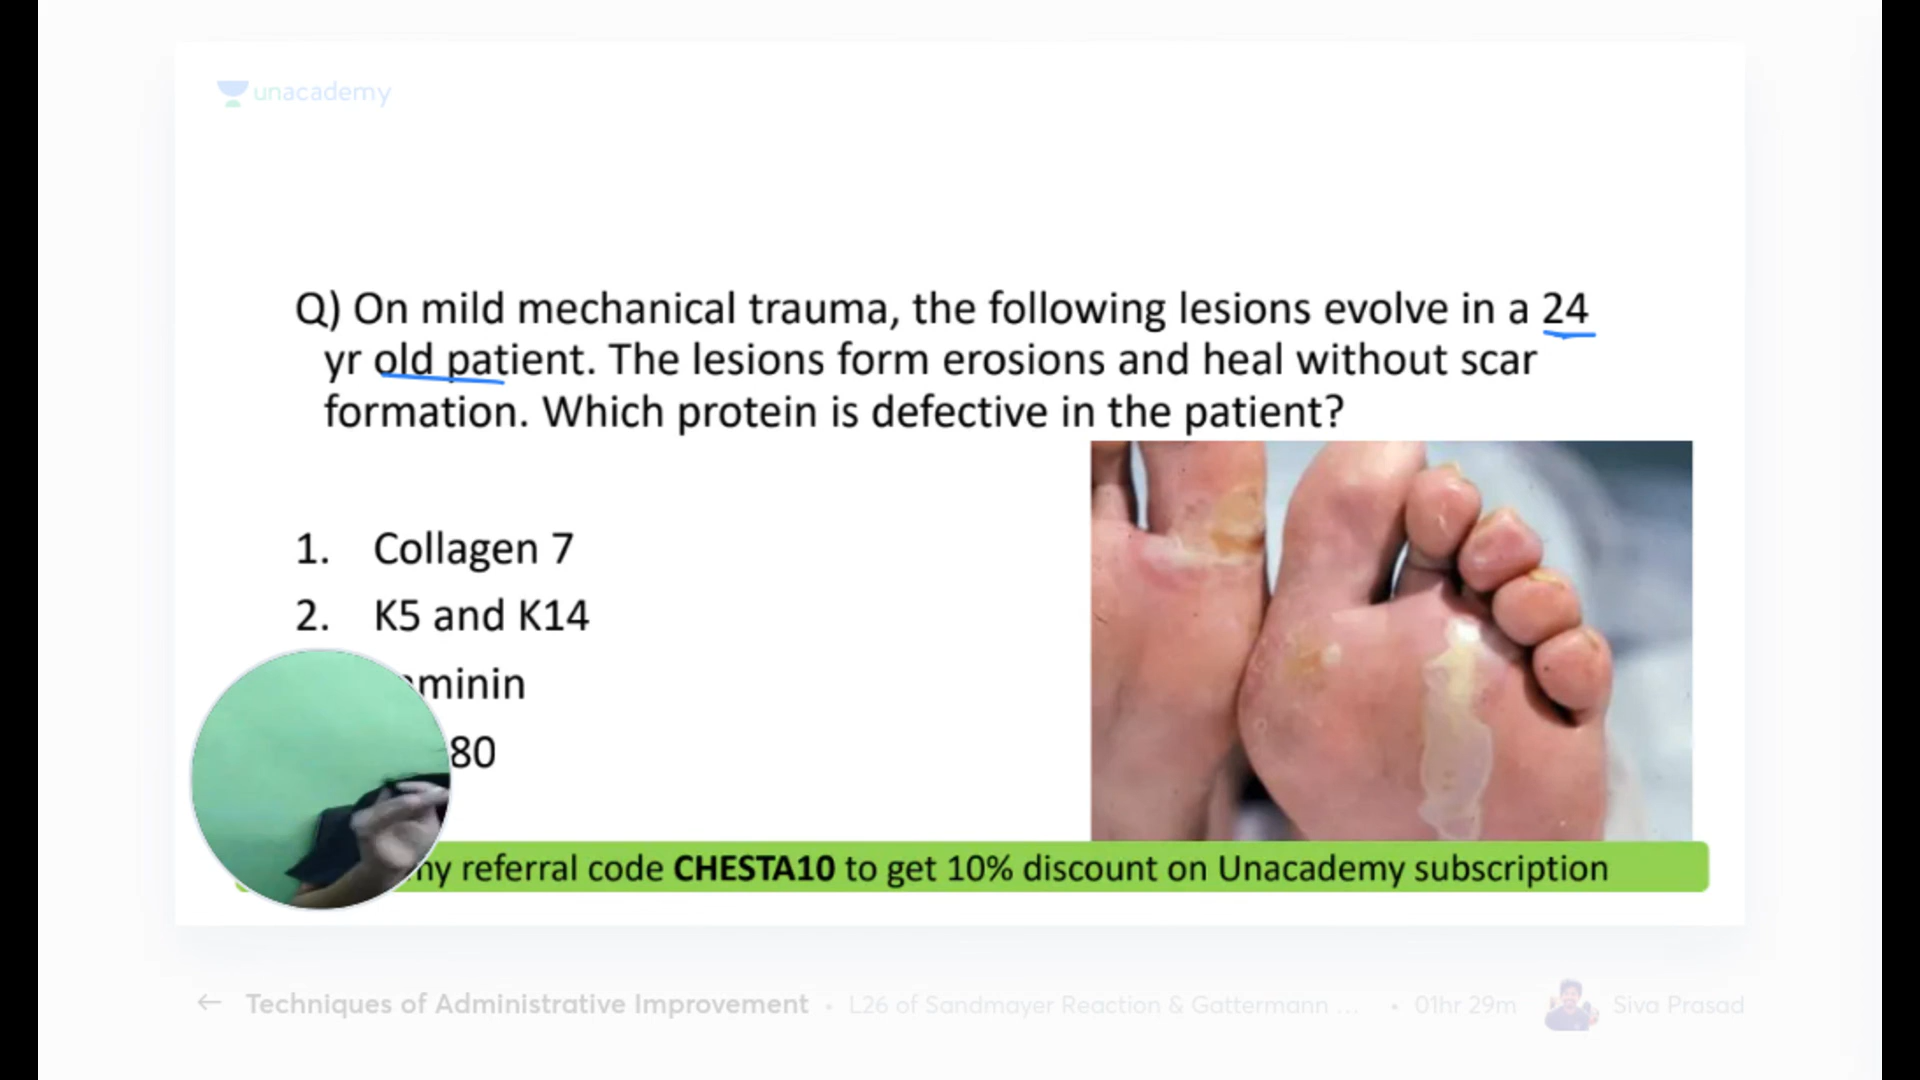 unacademy
Q) On mild mechanical trauma, the following lesions evolve in a 24
yr old patient. The lesions form erosions and heal without scar
formation. Which protein is defective in the patient?
1. Collagen 7
2. K5 and K14
aminin
80
my referral code CHESTA10 to get 10% discount on Unacademy subscription
← Techniques of Administrative Improvement • L26 of Sandmayer Reaction & Gattermann ... • 01hr 29m Siva Prasad